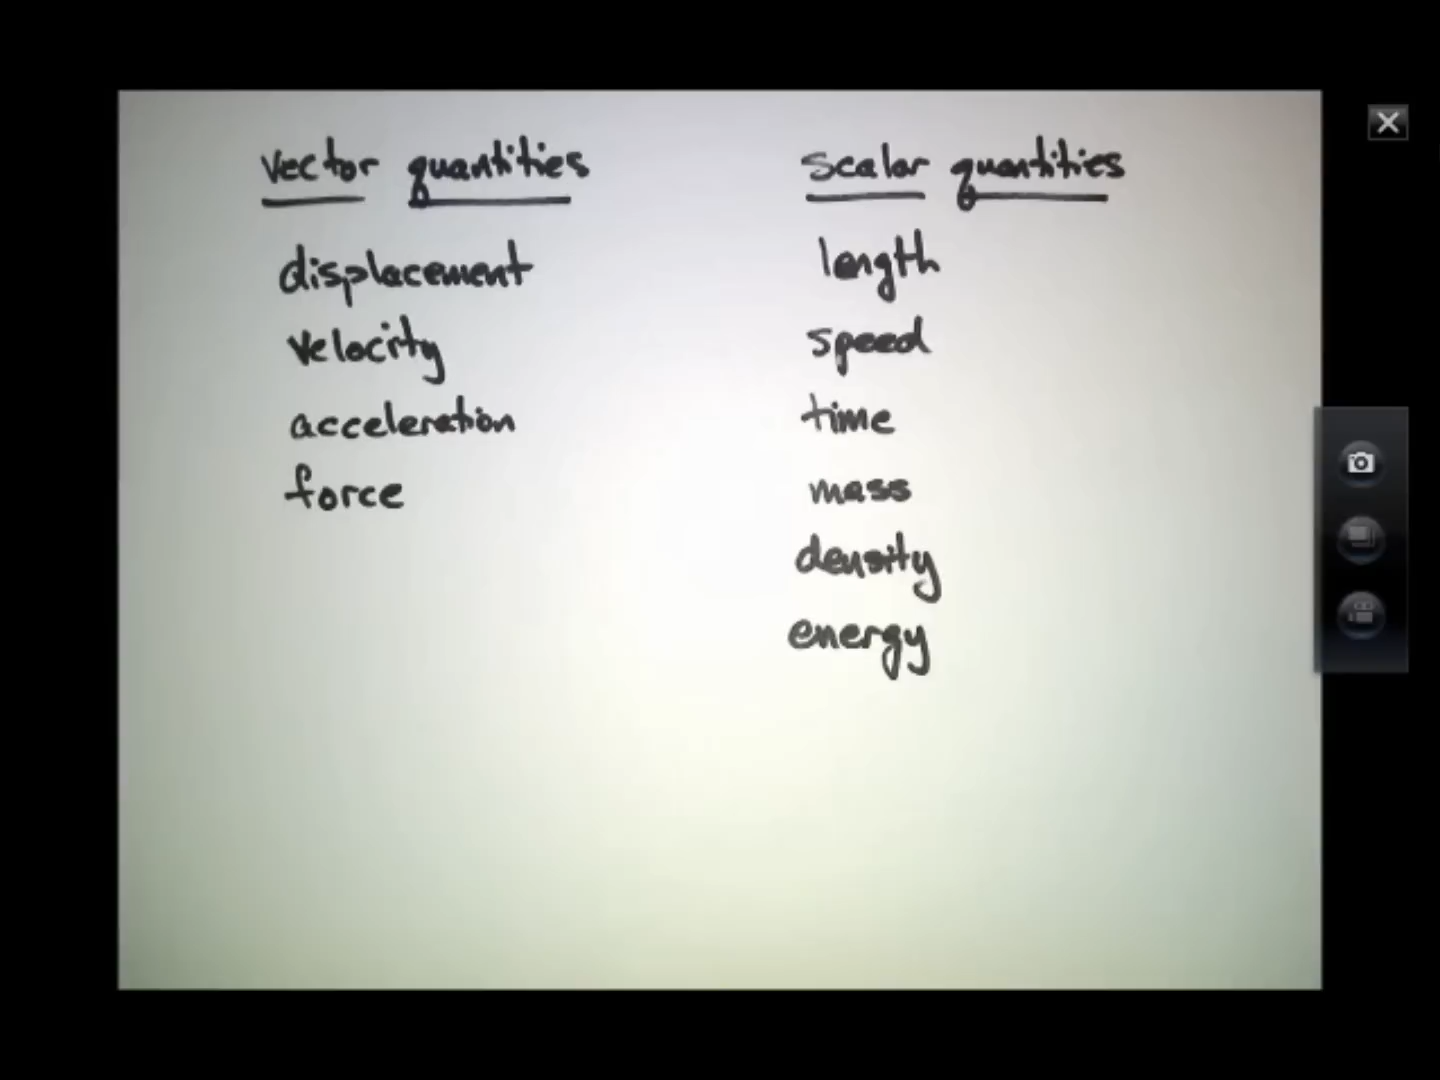 vector quantities
displacement
velocity
acceleration
force
scalar quantities
length
speed
time
mass
density
energy